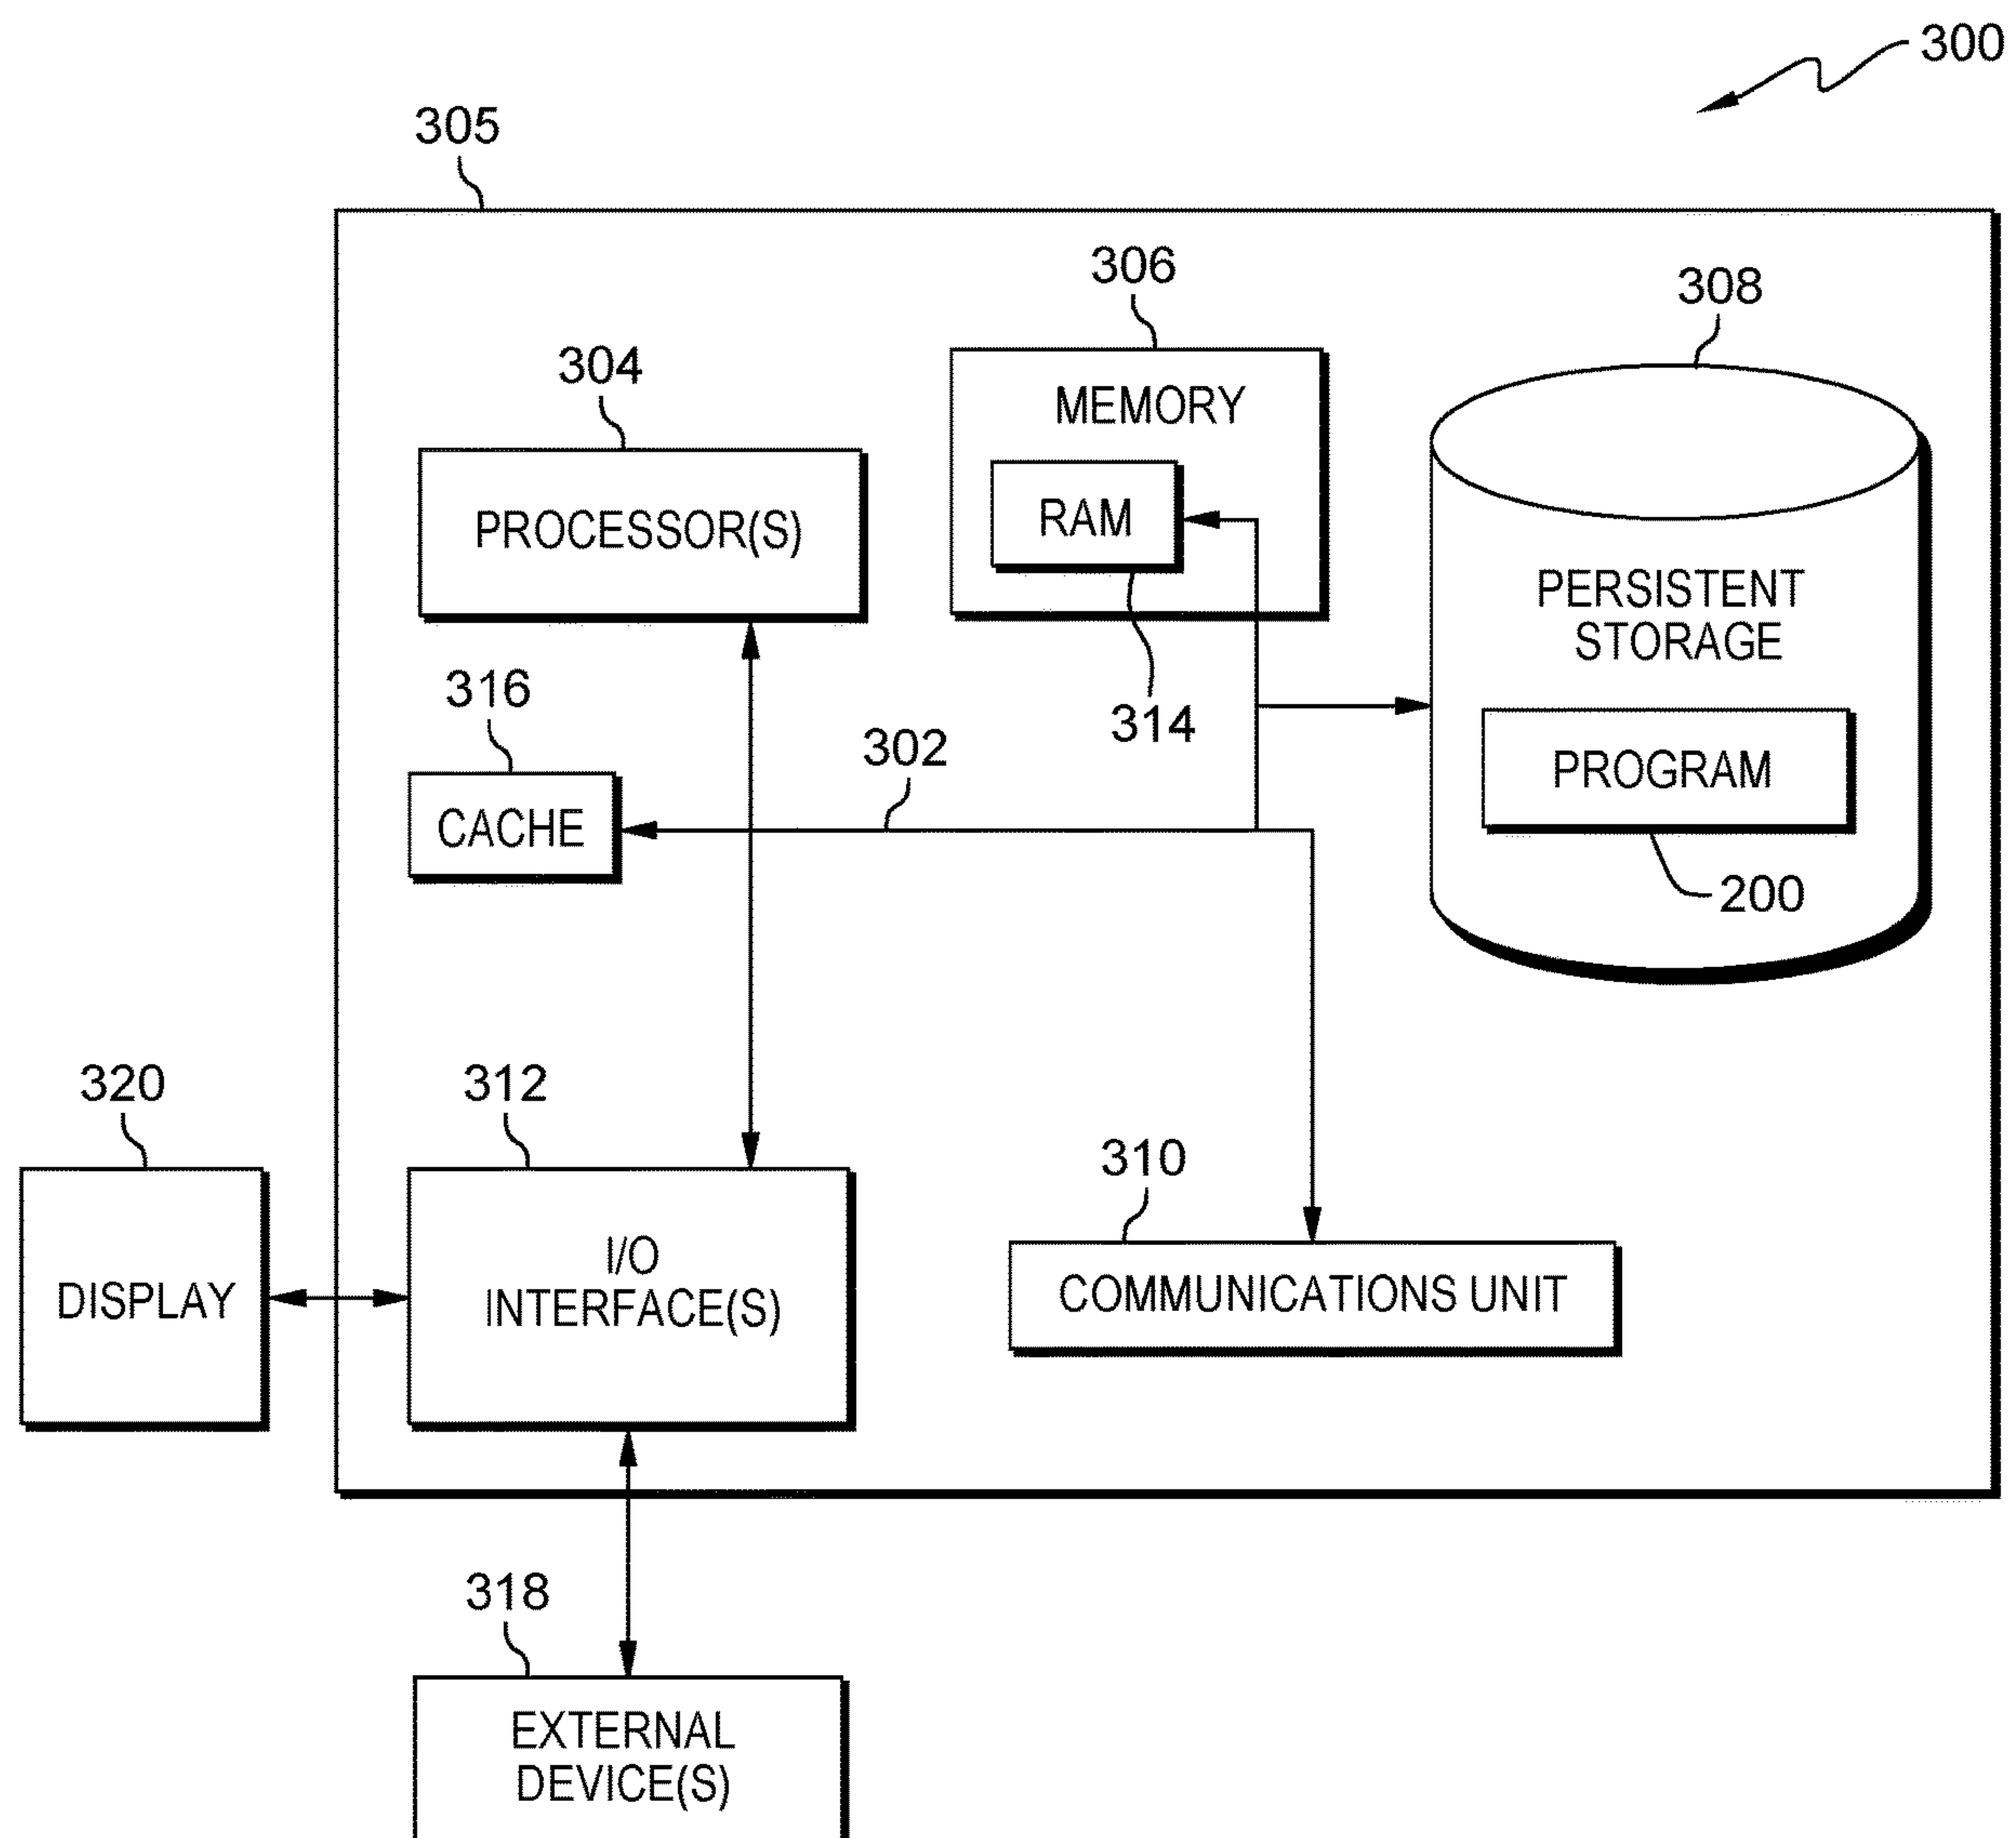 300
305
306
308
304
MEMORY
RAM
PROCESSOR(S)
PERSISTENT
STORAGE
316
314
302
PROGRAM
CACHE
200
320
312
310
I/O
INTERFACE(S)
DISPLAY
COMMUNICATIONS UNIT
318
EXTERNAL
DEVICE(S)